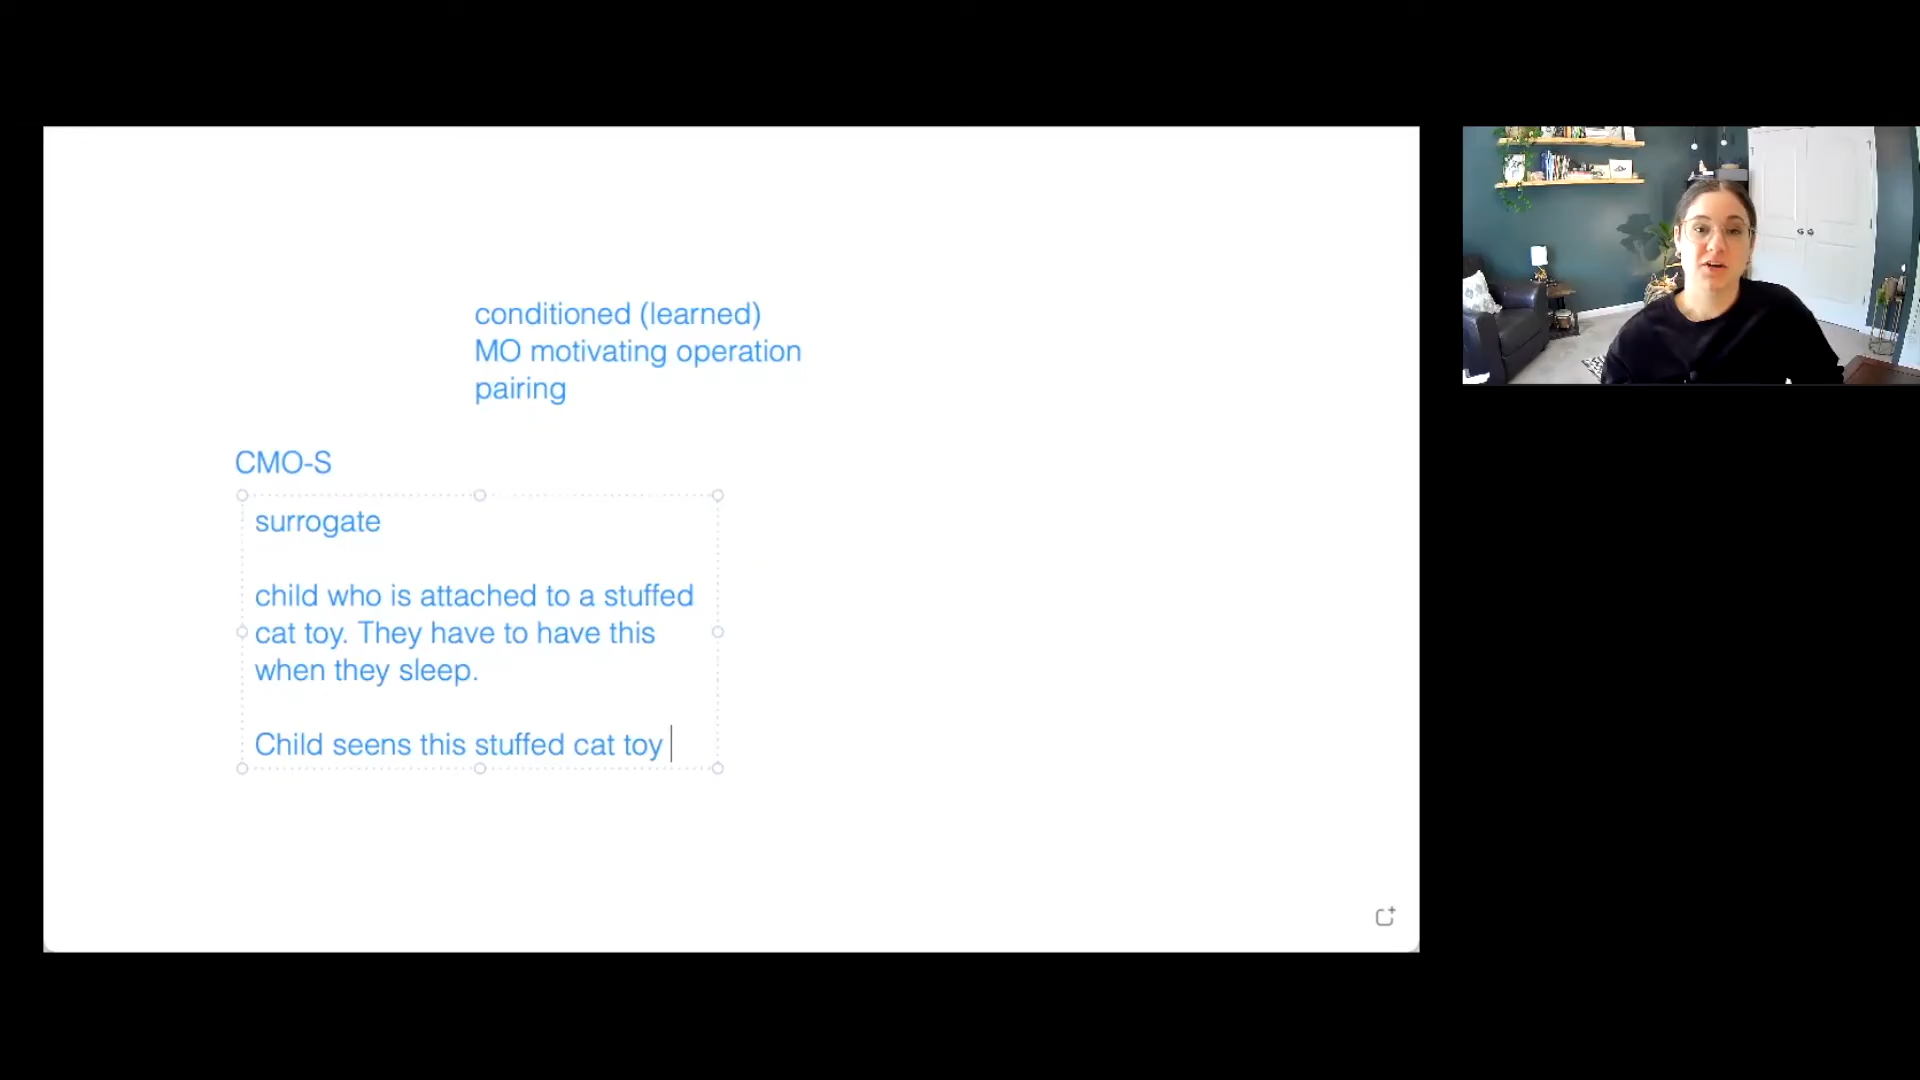 conditioned (learned)
MO motivating operation
pairing
CMO-S
surrogate
child who is attached to a stuffed
cat toy. They have to have this
when they sleep.
Child seens this stuffed cat toy